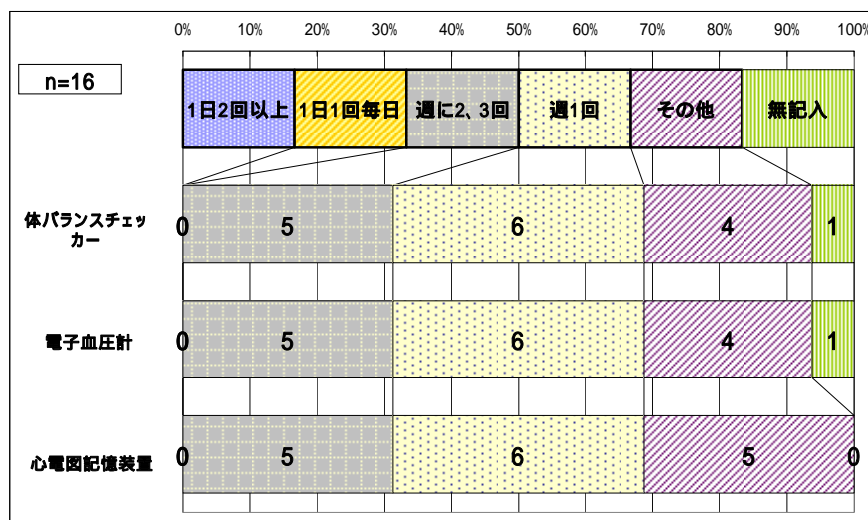 0% 10% 20% 30% 40% 50% 60% 70% 80% 90% 100%
n=16
1日2回以上 1日1回毎日 週に2、3回 週1回 その他 無記入
体バランスチェッ
カー
0 5 6 4 1
電子血圧計
0 5 6 4 1
心電図記憶装置
0 5 6 5 0